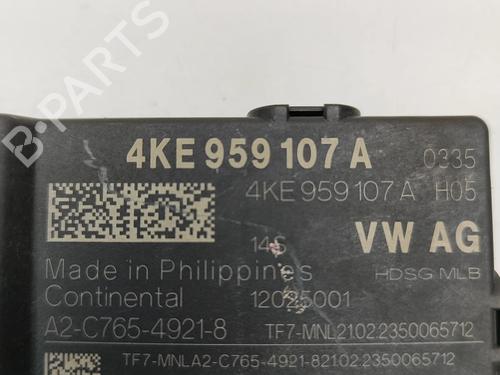 4KE 959 107 A 0335
4KE 959 107 A H05
14S VW AG
Made in Philippines HDSG MLB
Continental 12025001
A2-C765-4921-8 TF7-MNL2102.2350065712
TF7-MNLA2-C765-4921-82102.2350065712
B-PARTS